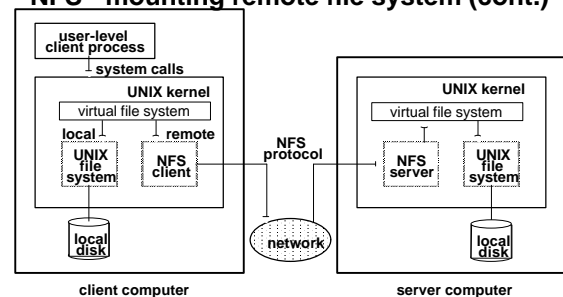 NFS - mounting remote file system (cont.)
user-level
client process
system calls
UNIX kernel
virtual file system
local
remote
UNIX
file
system
NFS
client
local
disk
client computer
NFS
protocol
network
UNIX kernel
virtual file system
NFS
server
UNIX
file
system
local
disk
server computer